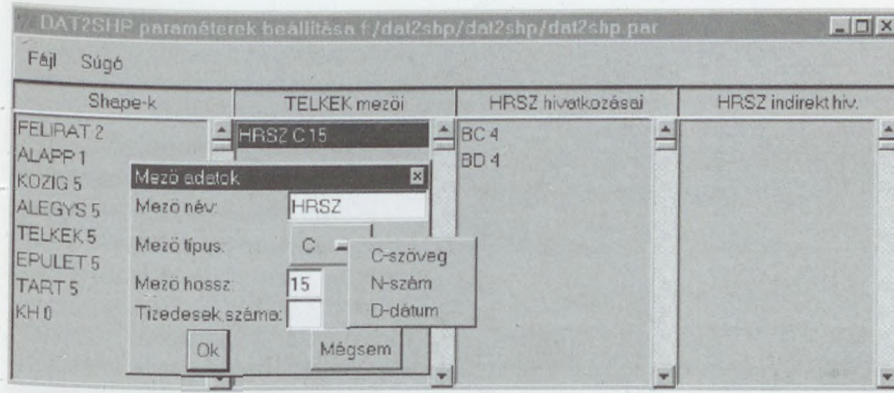 DAT2SHP paraméterek beállítása f:/dat2shp/dat2shp/dat2shp.par
Fájl Súgó
Shape-k
TELKEK mezői
HRSZ hivatkozásai
HRSZ indirekt hiv.
FELIRAT 2
ALAPP 1
KOZIG 5
ALEGYS 5
TELKEK 5
EPULET 5
TART 5
KH 0
HRSZ C 15
BC 4
BD 4
Mező adatok
Mező név: HRSZ
Mező típus: C
C-szöveg
N-szám
D-dátum
Mező hossz: 15
Tizedesek száma:
Ok Mégsem